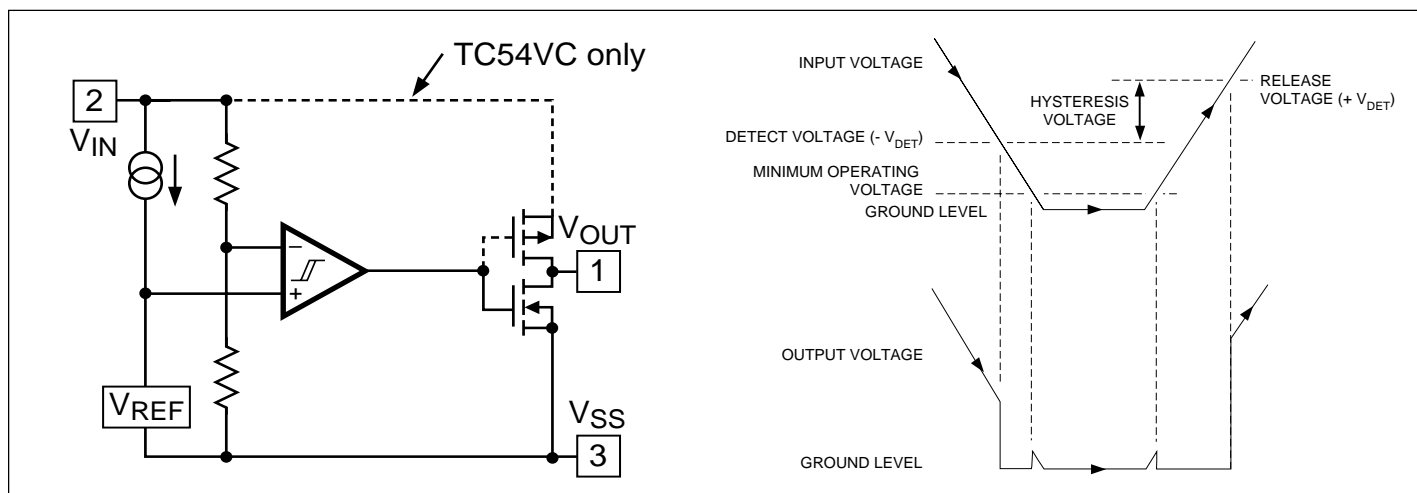 TC54VC only
2
VIN
−
+
VREF
VOUT
1
VSS
3
INPUT VOLTAGE
HYSTERESIS
VOLTAGE
RELEASE
VOLTAGE (+ VDET)
DETECT VOLTAGE (- VDET)
MINIMUM OPERATING
VOLTAGE
GROUND LEVEL
OUTPUT VOLTAGE
GROUND LEVEL